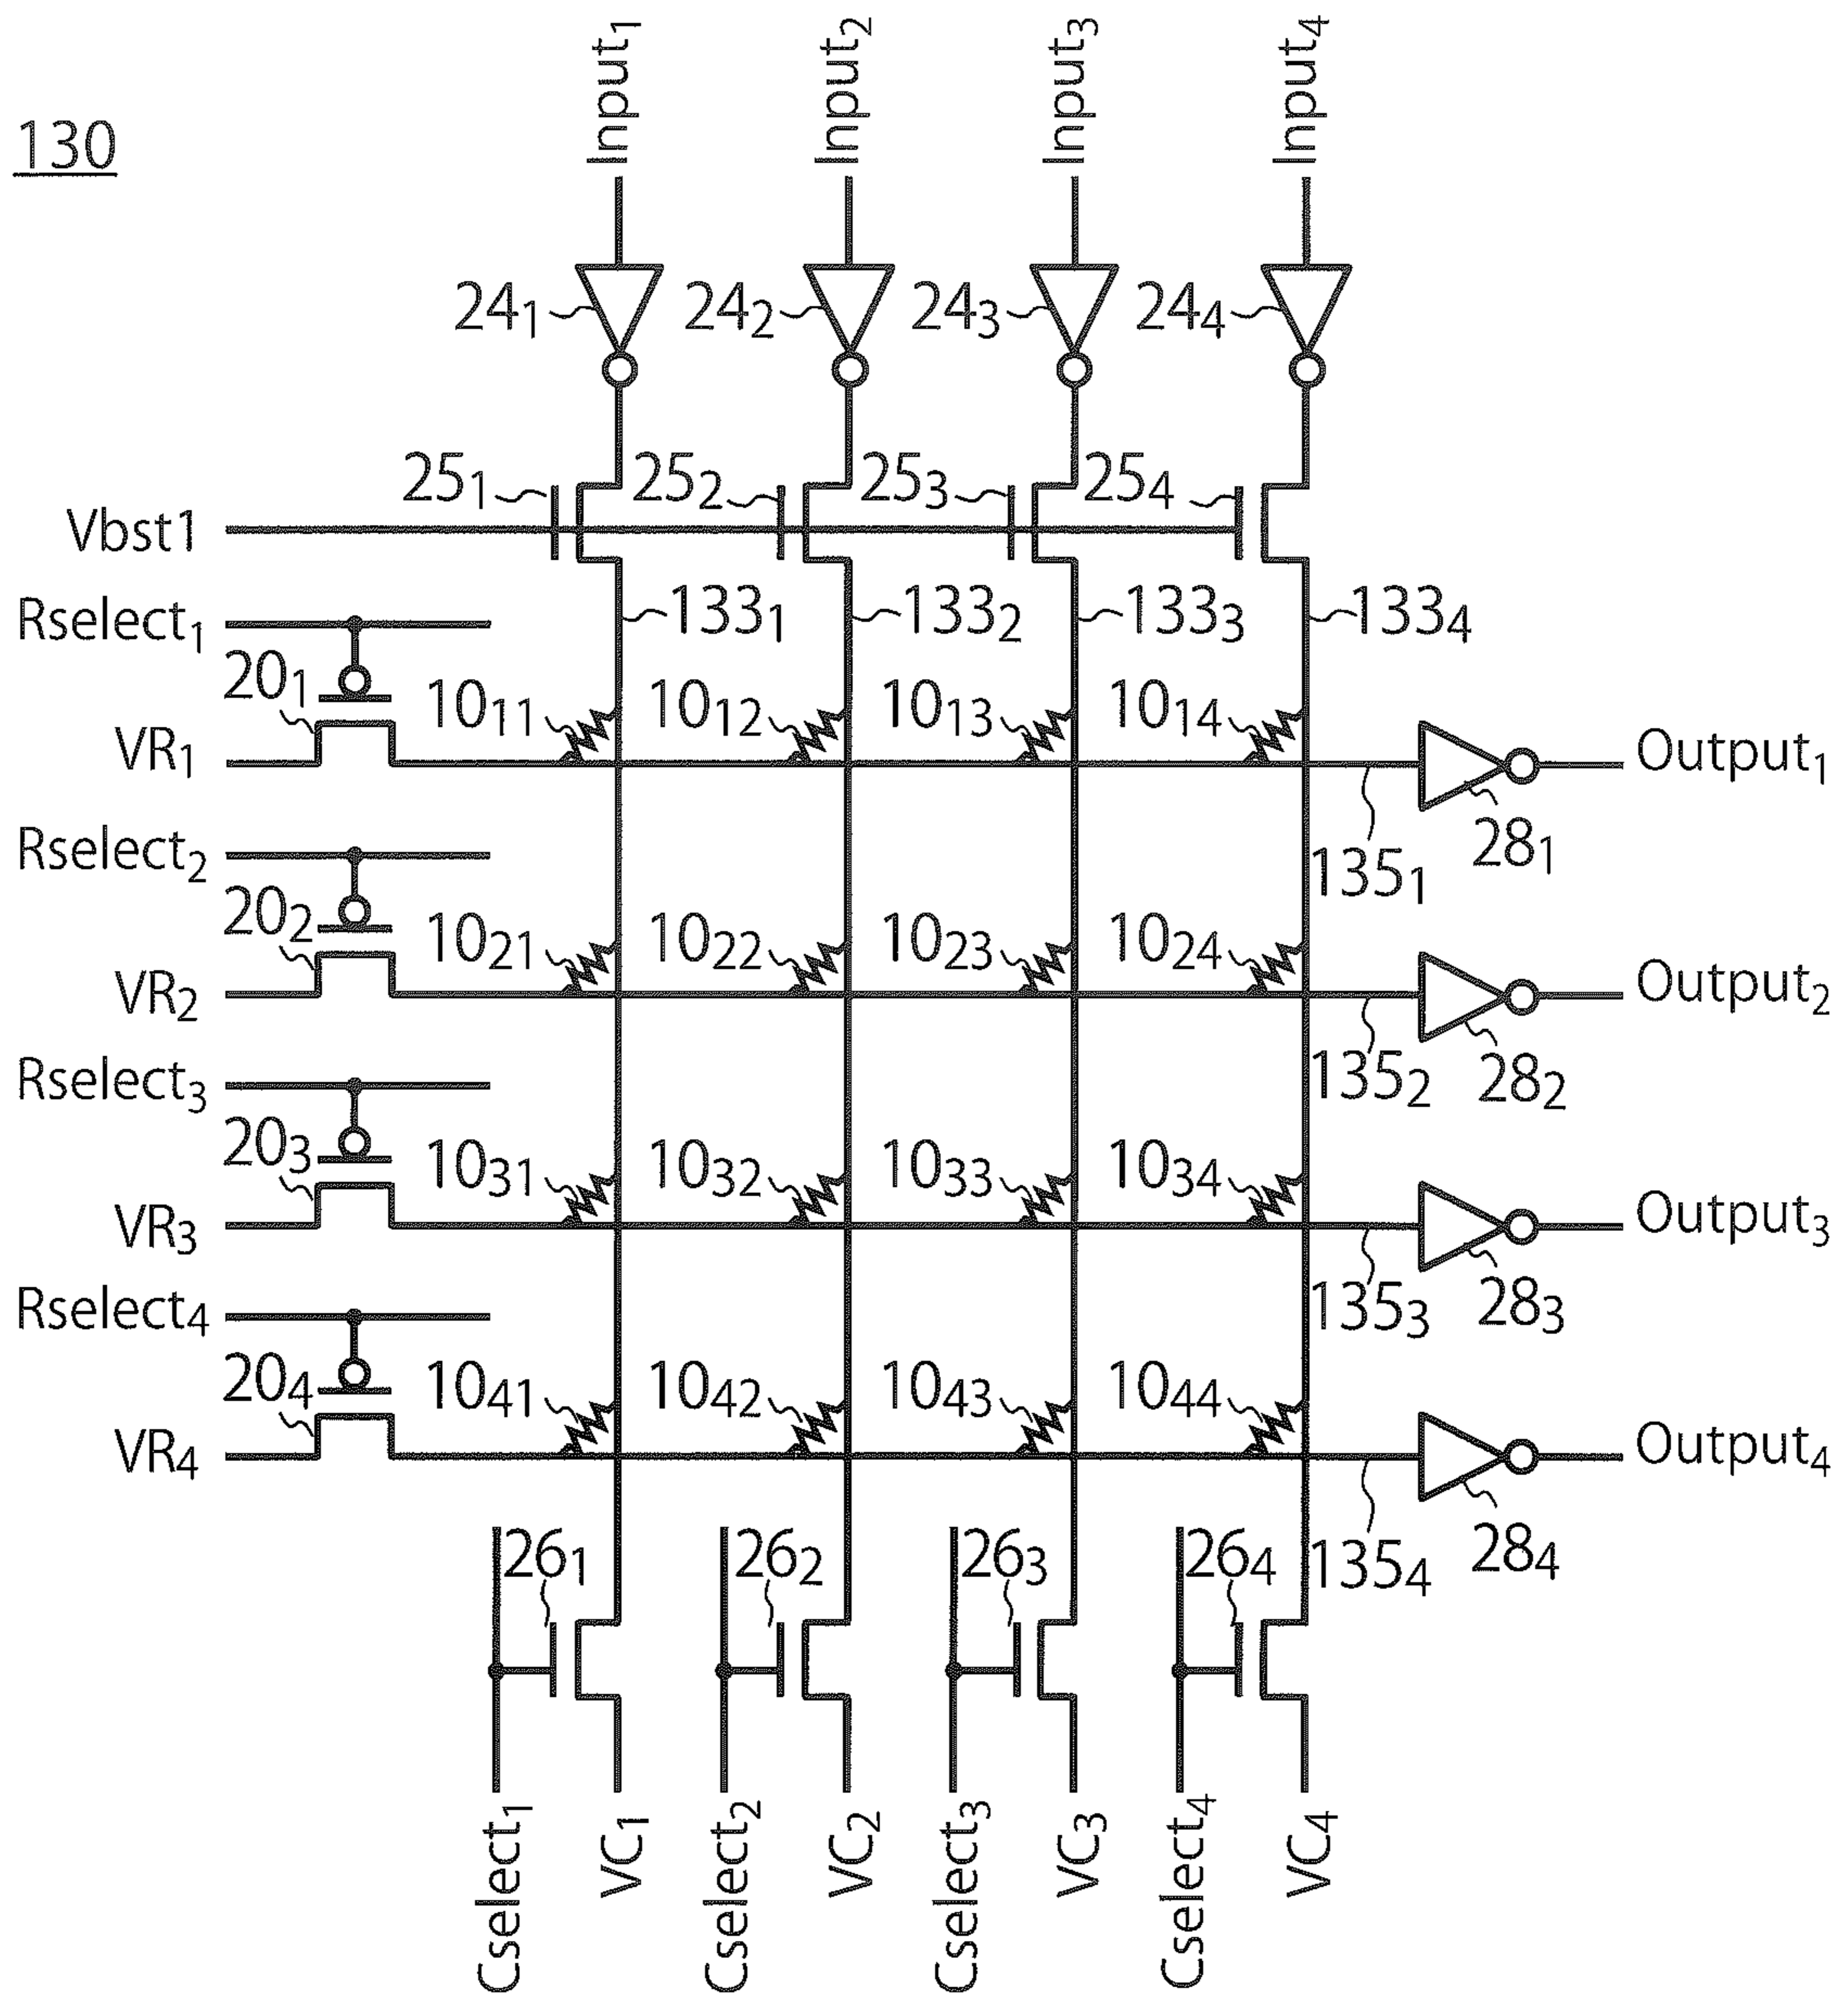 130
Input₁ Input₂ Input₃ Input₄
24₁ 24₂ 24₃ 24₄
25₁ 25₂ 25₃ 25₄
Vbst1
Rselect₁ 133₁ 133₂ 133₃ 133₄
20₁ 10₁₁ 10₁₂ 10₁₃ 10₁₄
VR₁ Output₁
28₁
Rselect₂ 135₁
20₂ 10₂₁ 10₂₂ 10₂₃ 10₂₄
VR₂ Output₂
Rselect₃ 135₂ 28₂
20₃ 10₃₁ 10₃₂ 10₃₃ 10₃₄
VR₃ Output₃
Rselect₄ 135₃ 28₃
20₄ 10₄₁ 10₄₂ 10₄₃ 10₄₄
VR₄ Output₄
26₁ 26₂ 26₃ 26₄ 135₄ 28₄
Cselect₁ VC₁ Cselect₂ VC₂ Cselect₃ VC₃ Cselect₄ VC₄